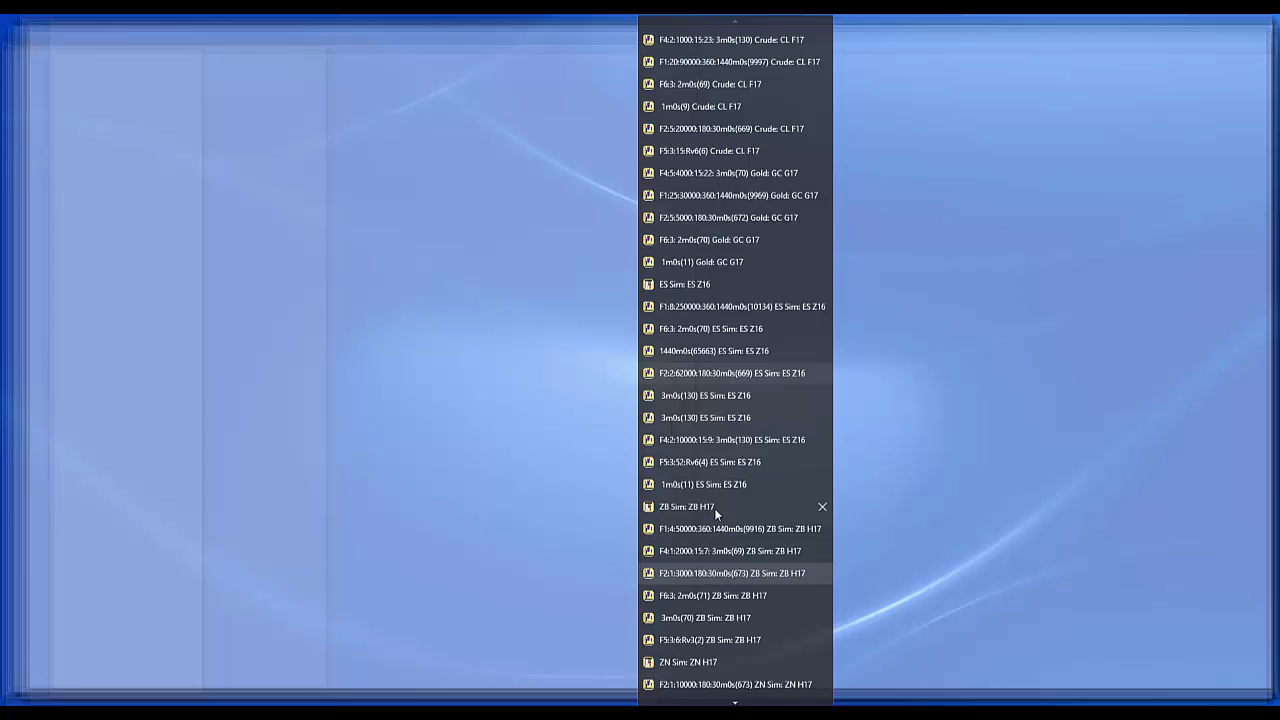 F4:2:1000:15:23: 3m0s(130) Crude: CL F17
F1:20:90000:360:1440m0s(9997) Crude: CL F17
F6:3: 2m0s(69) Crude: CL F17
1m0s(9) Crude: CL F17
F2:5:20000:180:30m0s(669) Crude: CL F17
F5:3:15:Rv6(6) Crude: CL F17
F4:5:4000:15:22: 3m0s(70) Gold: GC G17
F1:25:30000:360:1440m0s(9969) Gold: GC G17
F2:5:5000:180:30m0s(672) Gold: GC G17
F6:3: 2m0s(70) Gold: GC G17
1m0s(11) Gold: GC G17
ES Sim: ES Z16
F1:8:250000:360:1440m0s(10134) ES Sim: ES Z16
F6:3: 2m0s(70) ES Sim: ES Z16
1440m0s(65663) ES Sim: ES Z16
F2:2:62000:180:30m0s(669) ES Sim: ES Z16
3m0s(130) ES Sim: ES Z16
3m0s(130) ES Sim: ES Z16
F4:2:10000:15:9: 3m0s(130) ES Sim: ES Z16
F5:3:52:Rv6(4) ES Sim: ES Z16
1m0s(11) ES Sim: ES Z16
ZB Sim: ZB H17
F1:4:50000:360:1440m0s(9916) ZB Sim: ZB H17
F4:1:2000:15:7: 3m0s(69) ZB Sim: ZB H17
F2:1:3000:180:30m0s(673) ZB Sim: ZB H17
F6:3: 2m0s(71) ZB Sim: ZB H17
3m0s(70) ZB Sim: ZB H17
F5:3:6:Rv3(2) ZB Sim: ZB H17
ZN Sim: ZN H17
F2:1:10000:180:30m0s(673) ZN Sim: ZN H17